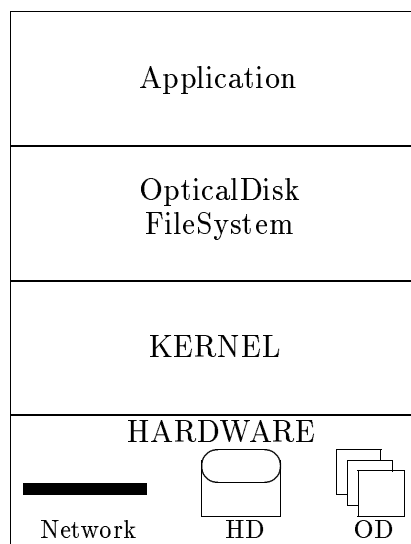 Application
OpticalDisk
FileSystem
KERNEL
HARDWARE
Network HD OD